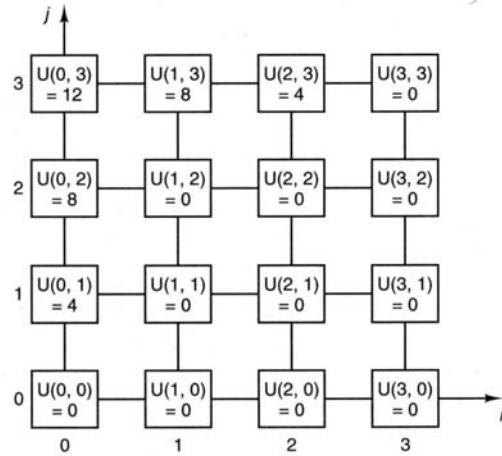 j
3
U(0, 3)
= 12
U(1, 3)
= 8
U(2, 3)
= 4
U(3, 3)
= 0
2
U(0, 2)
= 8
U(1, 2)
= 0
U(2, 2)
= 0
U(3, 2)
= 0
1
U(0, 1)
= 4
U(1, 1)
= 0
U(2, 1)
= 0
U(3, 1)
= 0
0
U(0, 0)
= 0
U(1, 0)
= 0
U(2, 0)
= 0
U(3, 0)
= 0
0
1
2
3